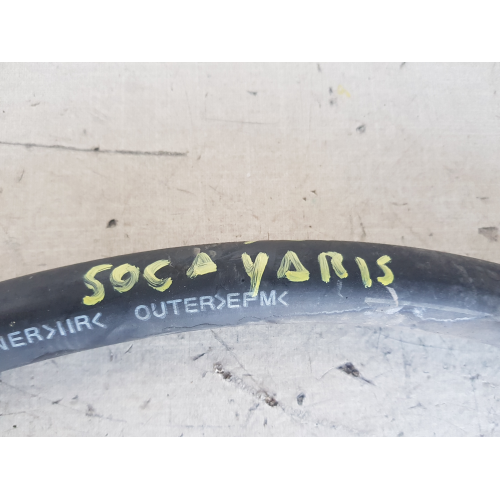 SOCA YARIS
NER>IIR< OUTER>EPM<